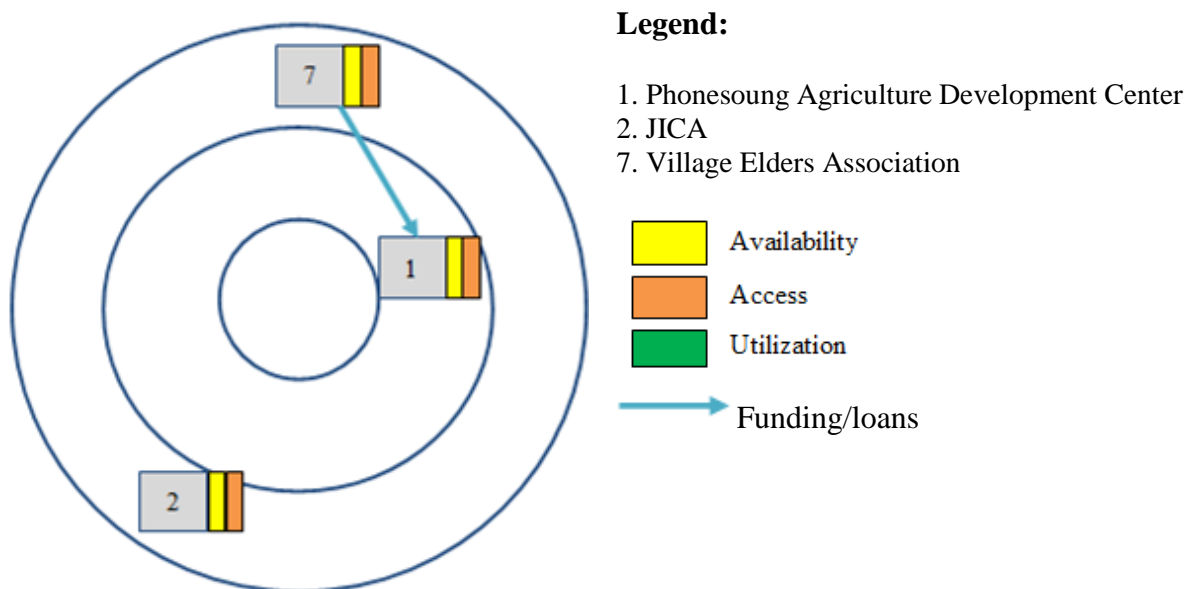 Legend:
1. Phonesoung Agriculture Development Center
2. JICA
7. Village Elders Association
Availability
Access
Utilization
Funding/loans
7
1
2